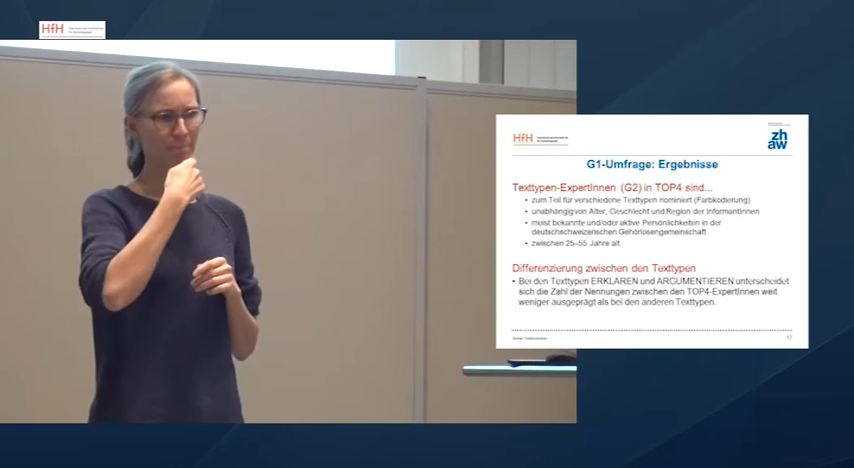 HfH
HfH
zh
aw
G1-Umfrage: Ergebnisse
Texttypen-ExpertInnen (G2) in TOP4 sind...
• zum Teil für verschiedene Texttypen nominiert (Farbkodierung)
• unabhängig von Alter, Geschlecht und Region der InformantInnen
• meist bekannte und/oder aktive Persönlichkeiten in der
deutschschweizerischen Gehörlosengemeinschaft
• zwischen 25–55 Jahre alt
Differenzierung zwischen den Texttypen
• Bei den Texttypen ERKLÄREN und ARGUMENTIEREN unterscheidet
sich die Zahl der Nennungen zwischen den TOP4-ExpertInnen weit
weniger ausgeprägt als bei den anderen Texttypen.